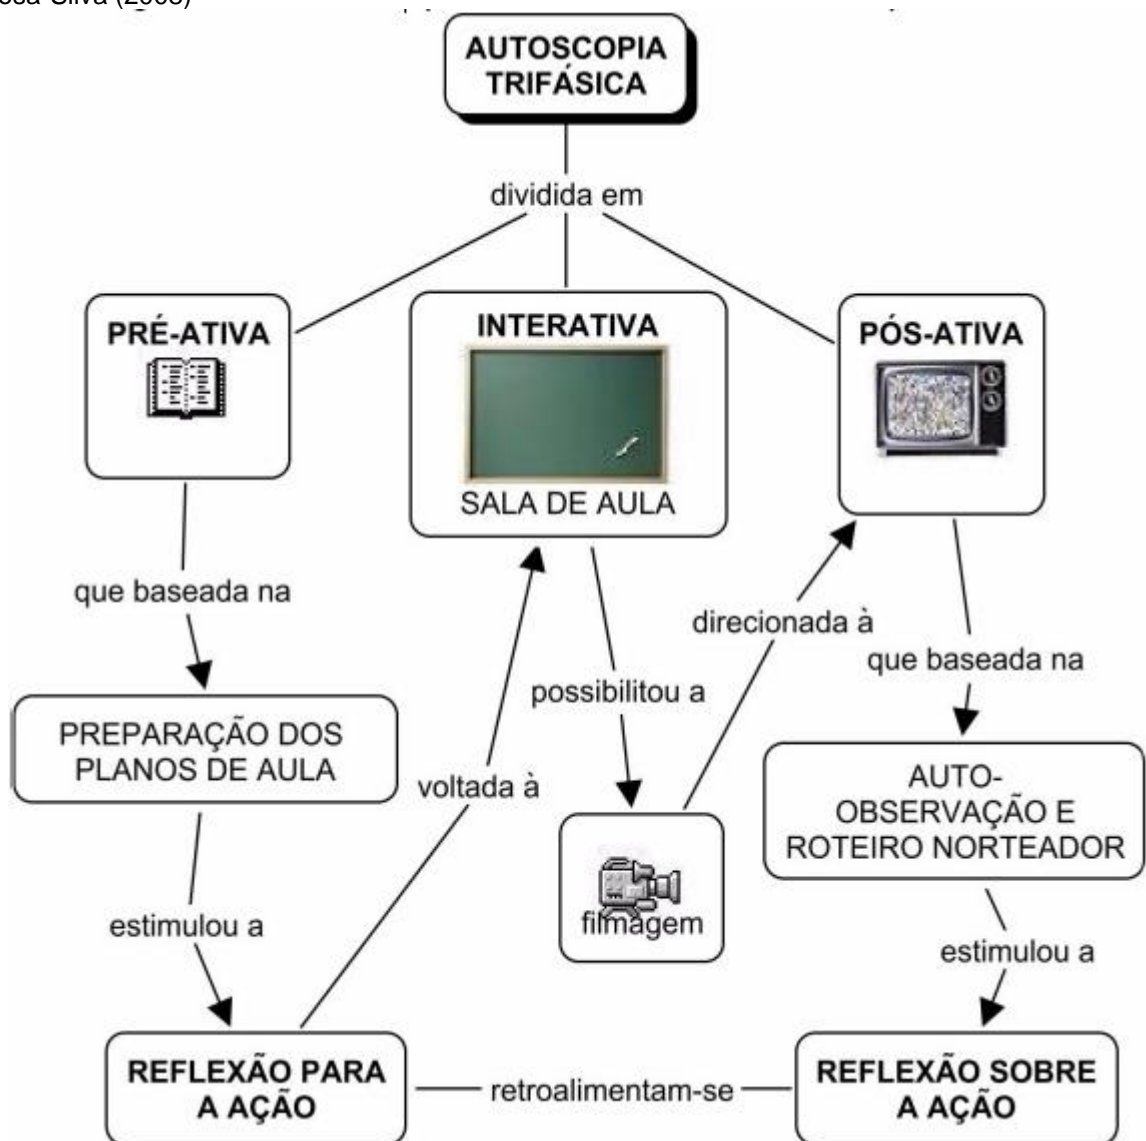 Silva (2008)
AUTOSCOPIA
TRIFÁSICA
dividida em
PRÉ-ATIVA
INTERATIVA
SALA DE AULA
PÓS-ATIVA
que baseada na
direcionada à
que baseada na
possibilitou a
PREPARAÇÃO DOS
PLANOS DE AULA
voltada à
AUTO-
OBSERVAÇÃO E
ROTEIRO NORTEADOR
filmagem
estimulou a
estimulou a
REFLEXÃO PARA
A AÇÃO
retroalimentam-se
REFLEXÃO SOBRE
A AÇÃO